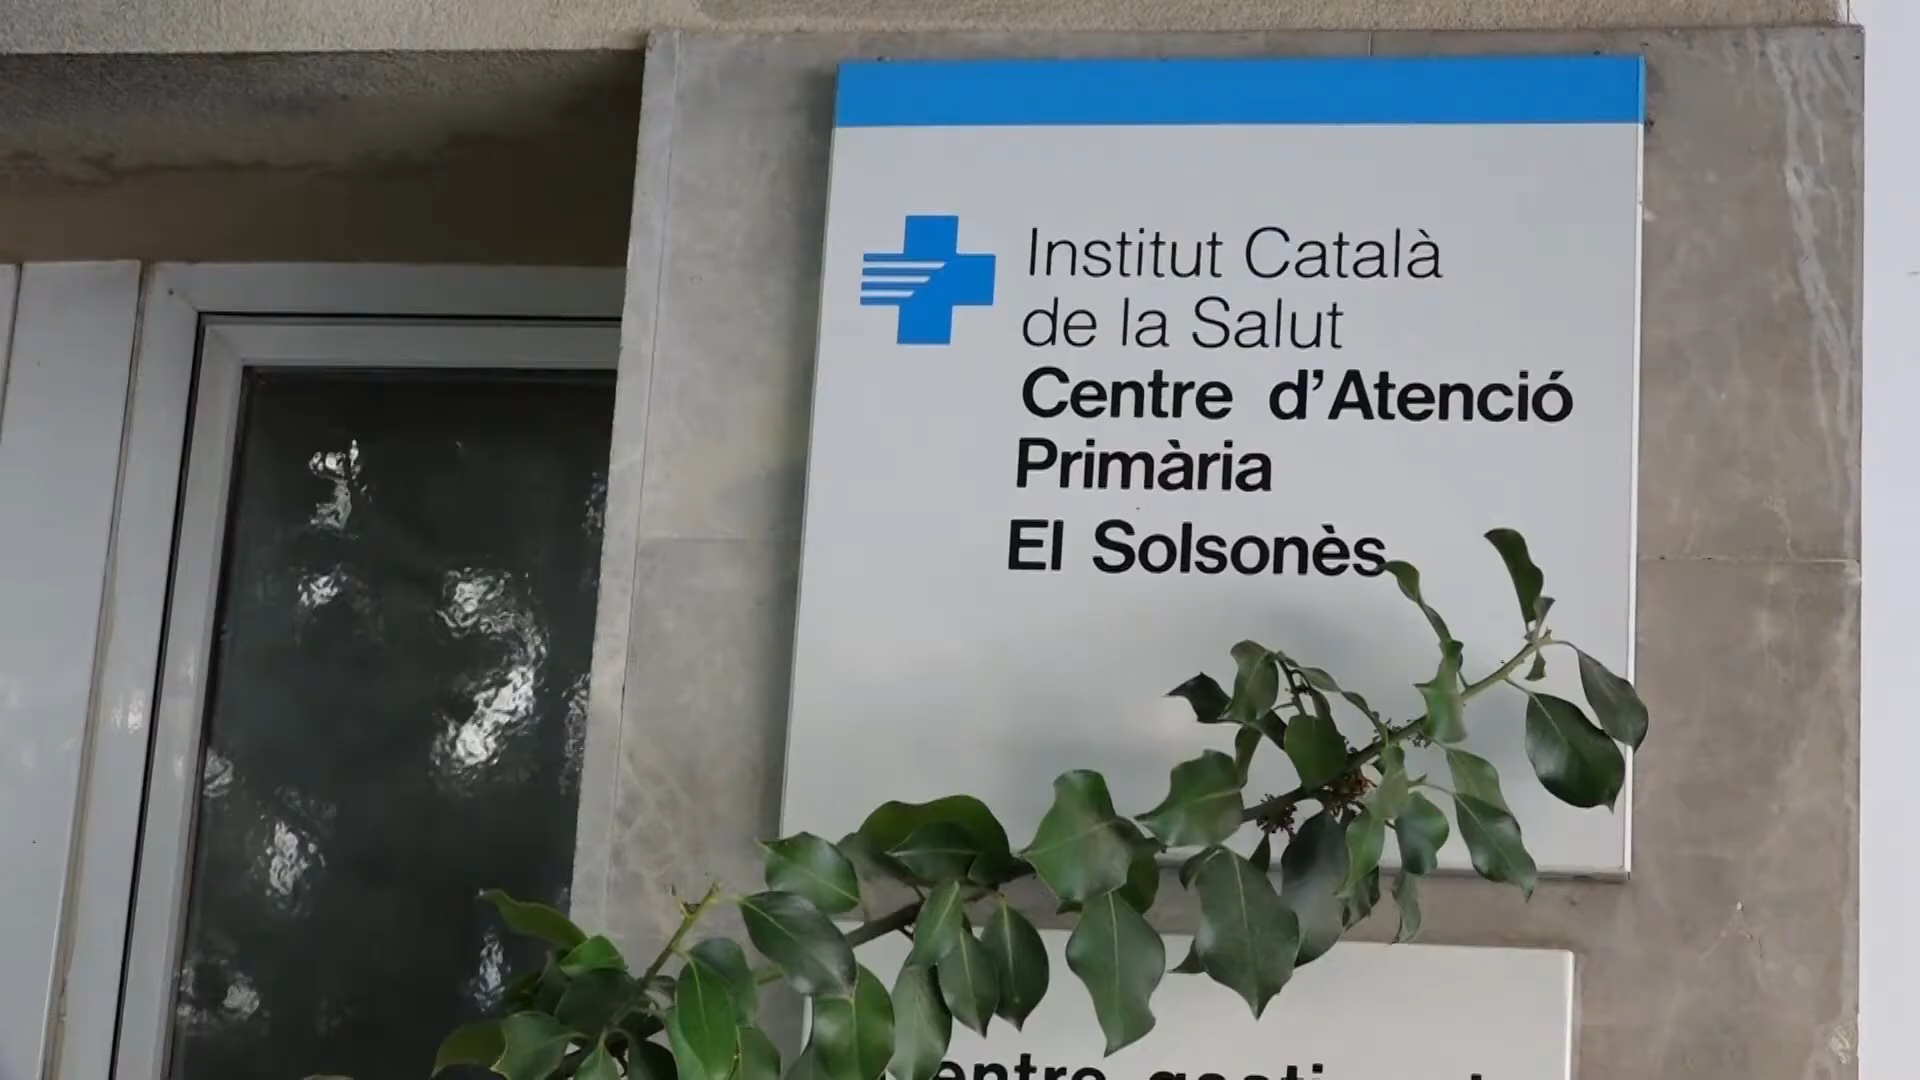 Institut Català
de la Salut
Centre d'Atenció
Primària
El Solsonès